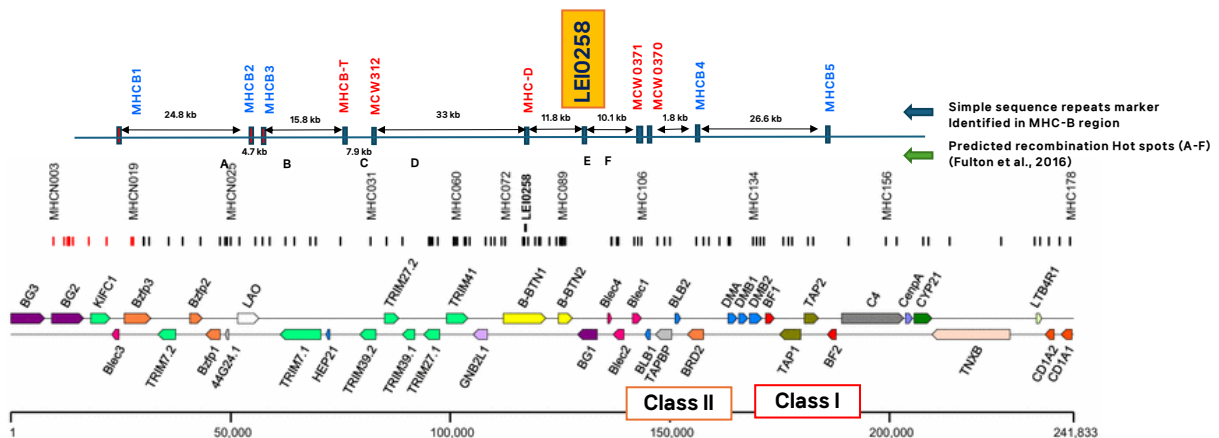 MHCB1
MHCB2
MHCB3
MHCB-T
MCW312
MHC-D
LEI0258
MCW0371
MCW0370
MHCB4
MHCB5
24.8 kb
4.7 kb
15.8 kb
7.9 kb
33 kb
11.8 kb
10.1 kb
1.8 kb
26.6 kb
Simple sequence repeats marker
Identified in MHC-B region
Predicted recombination Hot spots (A-F)
(Fulton et al., 2016)
A
B
C
D
E
F
MHCN003
MHCN019
MHCN025
MHC031
MHC060
MHC072
LEI0258
MHC089
MHC106
MHC134
MHC156
MHC178
BG3
BG2
KIFC1
Bzfp3
Bzfp2
LAO
TRIM27.2
TRIM41
B-BTN1
B-BTN2
Blec4
Blec1
BLB2
DMA
DMB1
DMB2
BF1
TAP2
C4
CenpA
CYP21
LTB4R1
Blec3
TRIM7.2
Bzfp1
44G24.1
TRIM7.1
HEP21
TRIM39.2
TRIM39.1
TRIM27.1
GNB2L1
BG1
Blec2
BLB1
TAPBP
BRD2
TAP1
BF2
TNXB
CD1A2
CD1A1
Class II
Class I
1
50,000
100,000
150,000
200,000
241,833